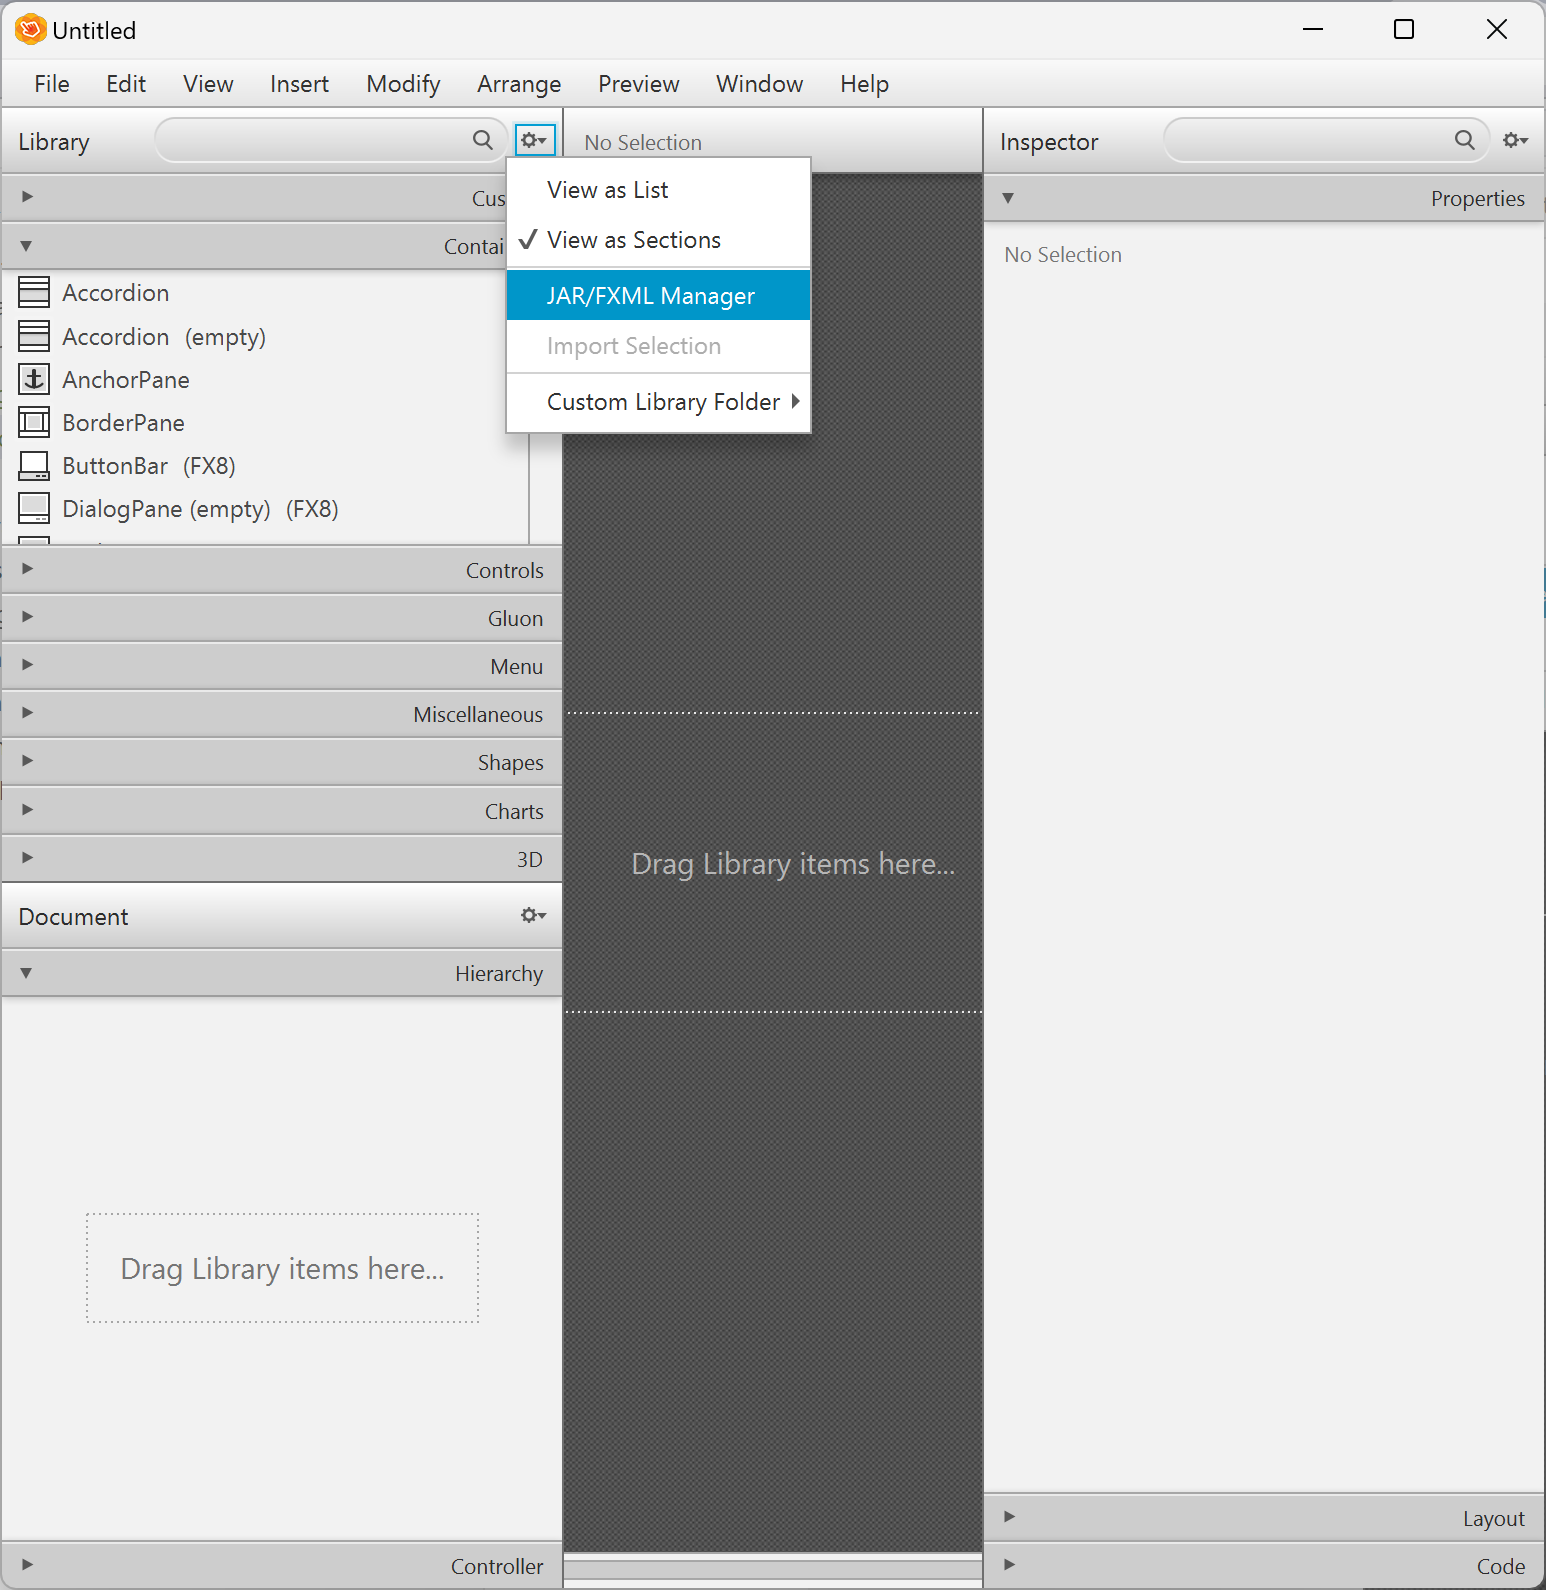 Untitled
File Edit View Insert Modify Arrange Preview Window Help
Library
No Selection
Inspector
View as List
View as Sections
JAR/FXML Manager
Import Selection
Custom Library Folder
Cus
Contai
Accordion
Accordion (empty)
AnchorPane
BorderPane
ButtonBar (FX8)
DialogPane (empty) (FX8)
Controls
Gluon
Menu
Miscellaneous
Shapes
Charts
3D
Document
Hierarchy
Drag Library items here...
Controller
Drag Library items here...
Properties
No Selection
Layout
Code